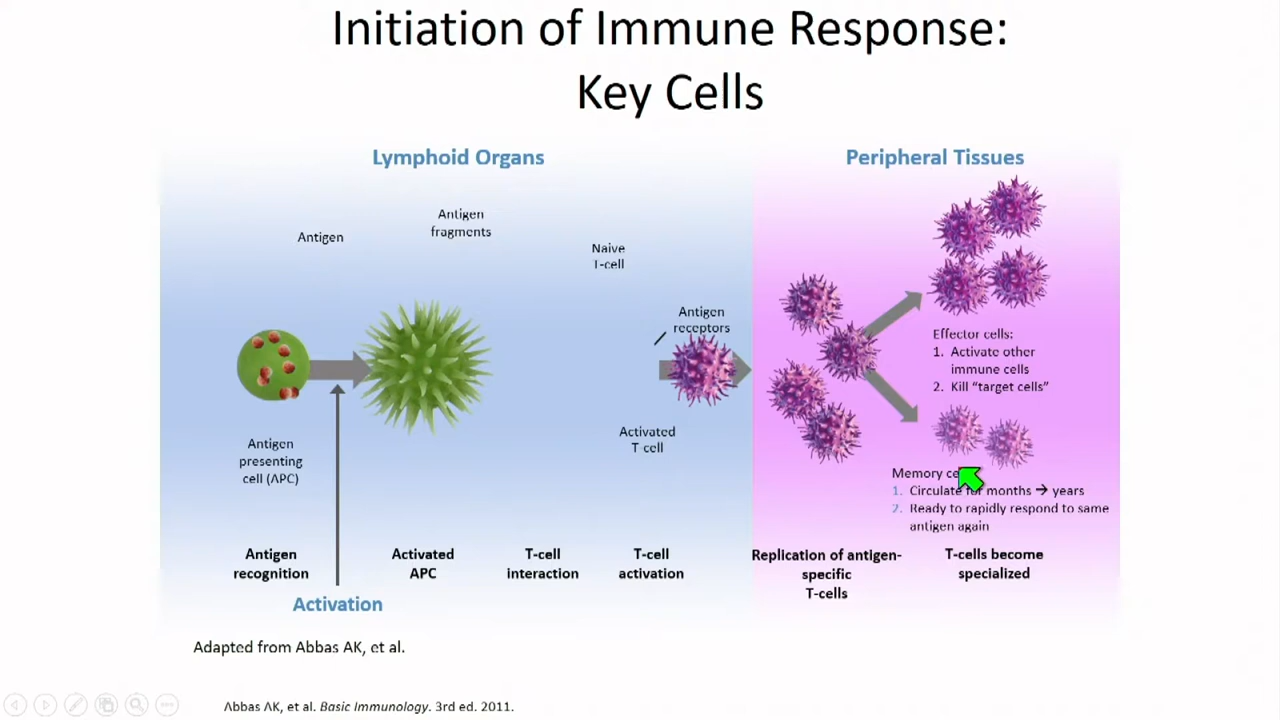 Initiation of Immune Response:
Key Cells
Lymphoid Organs
Peripheral Tissues
Antigen
Antigen
fragments
Naive
T-cell
Antigen
receptors
Antigen
presenting
cell (APC)
Activated
T cell
Effector cells:
1. Activate other
immune cells
2. Kill “target cells”
Memory
1. Circulate for months → years
2. Ready to rapidly respond to same
antigen again
Antigen
recognition
Activated
APC
T-cell
interaction
T-cell
activation
Replication of antigen-
specific
T-cells
T-cells become
specialized
Activation
Adapted from Abbas AK, et al.
Abbas AK, et al. Basic Immunology. 3rd ed. 2011.